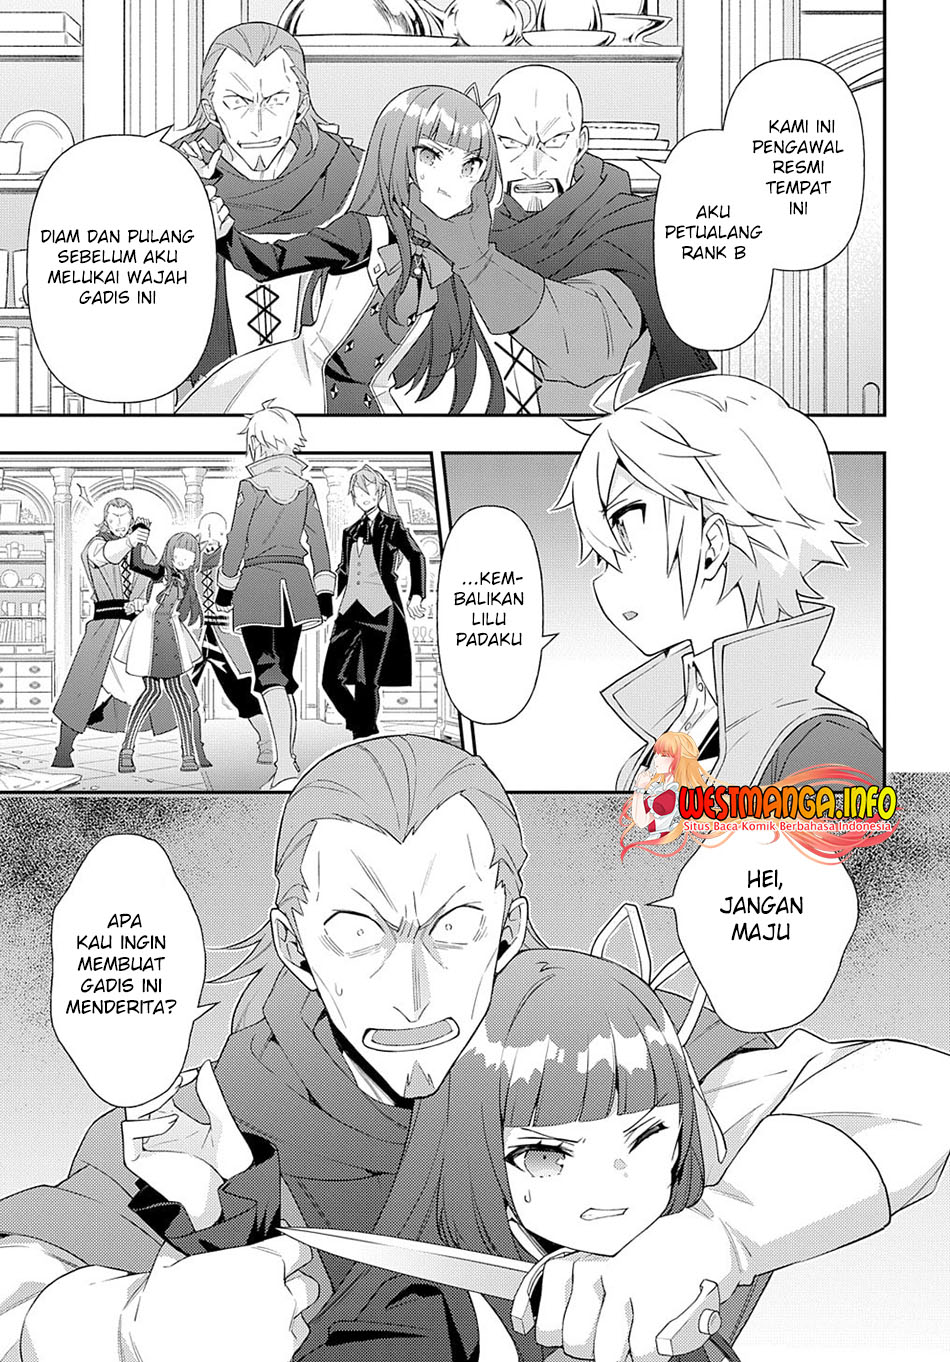 KAMI INI
PENGAWAL
RESMI
TEMPAT
INI
AKU
PETUALANG
RANK B
DIAM DAN PULANG
SEBELUM AKU
MELUKAI WAJAH
GADIS INI
...KEM-
BALIKAN
LILU
PADAKU
WESTMANGA.INFO
SITUS BACA KOMIK BERBAHASA INDONESIA
HEI,
JANGAN
MAJU
APA
KAU INGIN
MEMBUAT
GADIS INI
MENDERITA?